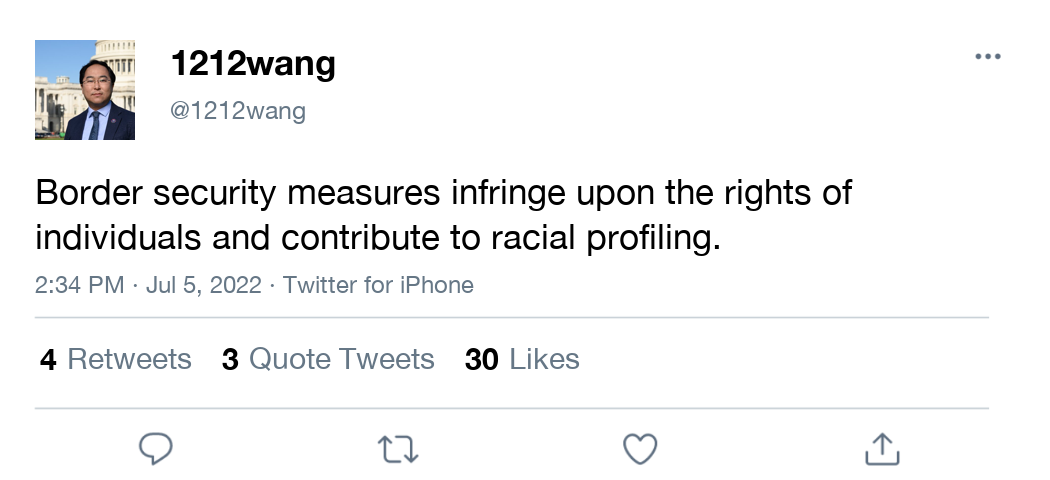 1212wang
@1212wang
Border security measures infringe upon the rights of
individuals and contribute to racial profiling.
2:34 PM · Jul 5, 2022 · Twitter for iPhone
4 Retweets 3 Quote Tweets 30 Likes